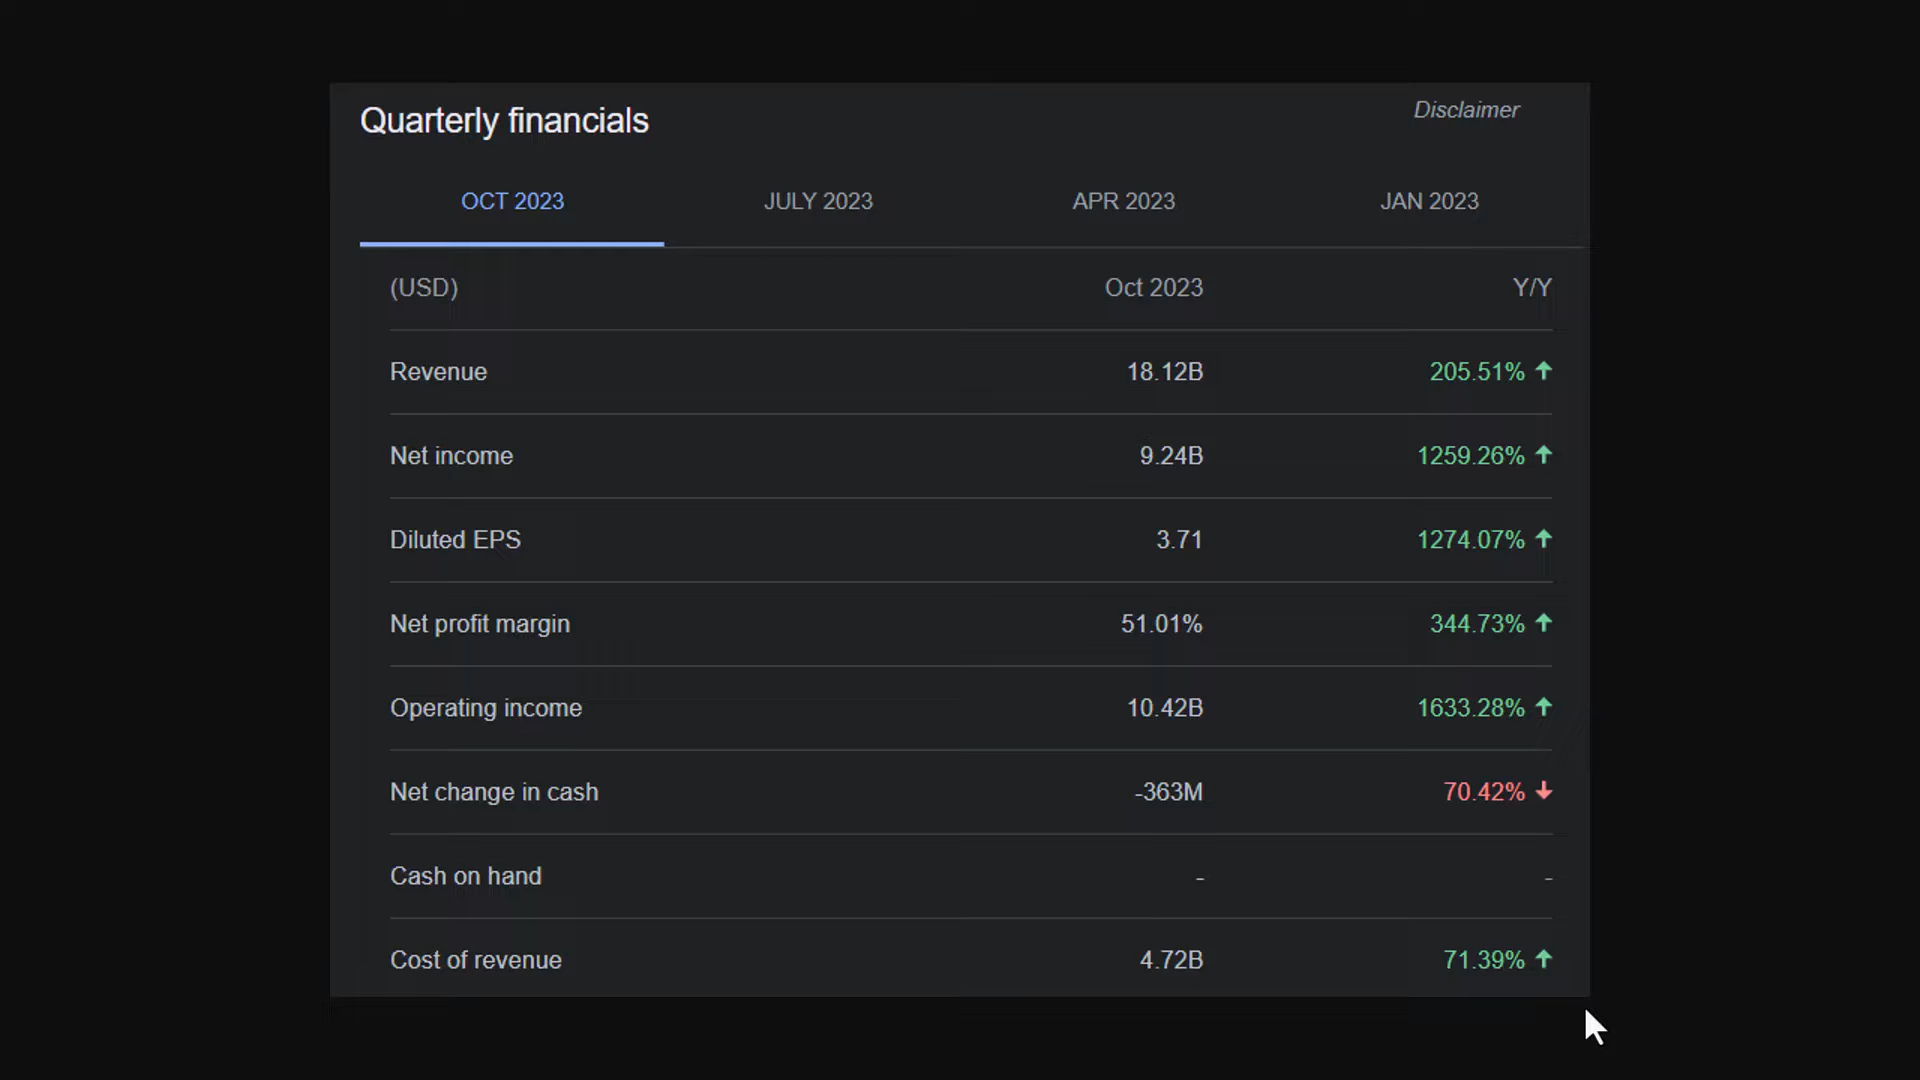 Quarterly financials
Disclaimer
OCT 2023 JULY 2023 APR 2023 JAN 2023
(USD) Oct 2023 Y/Y
Revenue 18.12B 205.51%
Net income 9.24B 1259.26%
Diluted EPS 3.71 1274.07%
Net profit margin 51.01% 344.73%
Operating income 10.42B 1633.28%
Net change in cash -363M 70.42%
Cash on hand - -
Cost of revenue 4.72B 71.39%